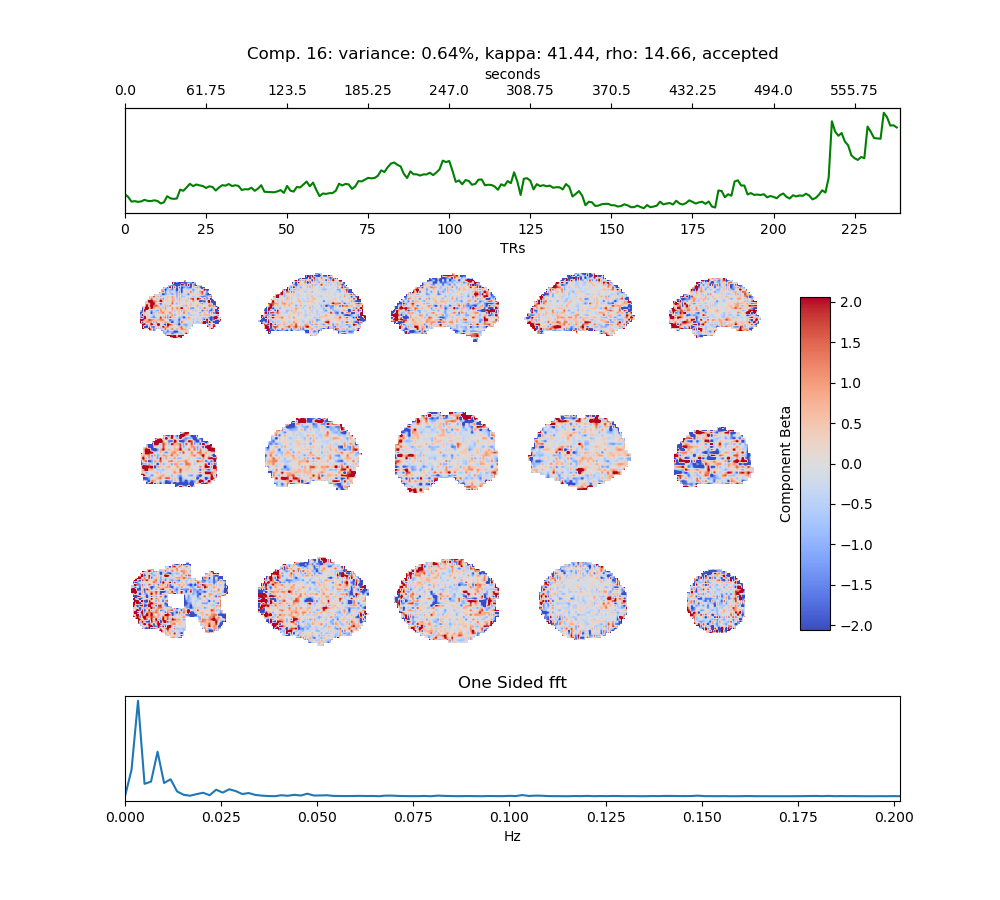 Comp. 16: variance: 0.64%, kappa: 41.44, rho: 14.66, accepted
seconds
0.0 61.75 123.5 185.25 247.0 308.75 370.5 432.25 494.0 555.75
0 25 50 75 100 125 150 175 200 225
TRs
Component Beta
2.0
1.5
1.0
0.5
0.0
−0.5
−1.0
−1.5
−2.0
One Sided fft
0.000 0.025 0.050 0.075 0.100 0.125 0.150 0.175 0.200
Hz